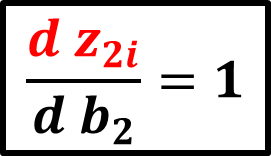 d z₂ᵢ
d b₂
= 1